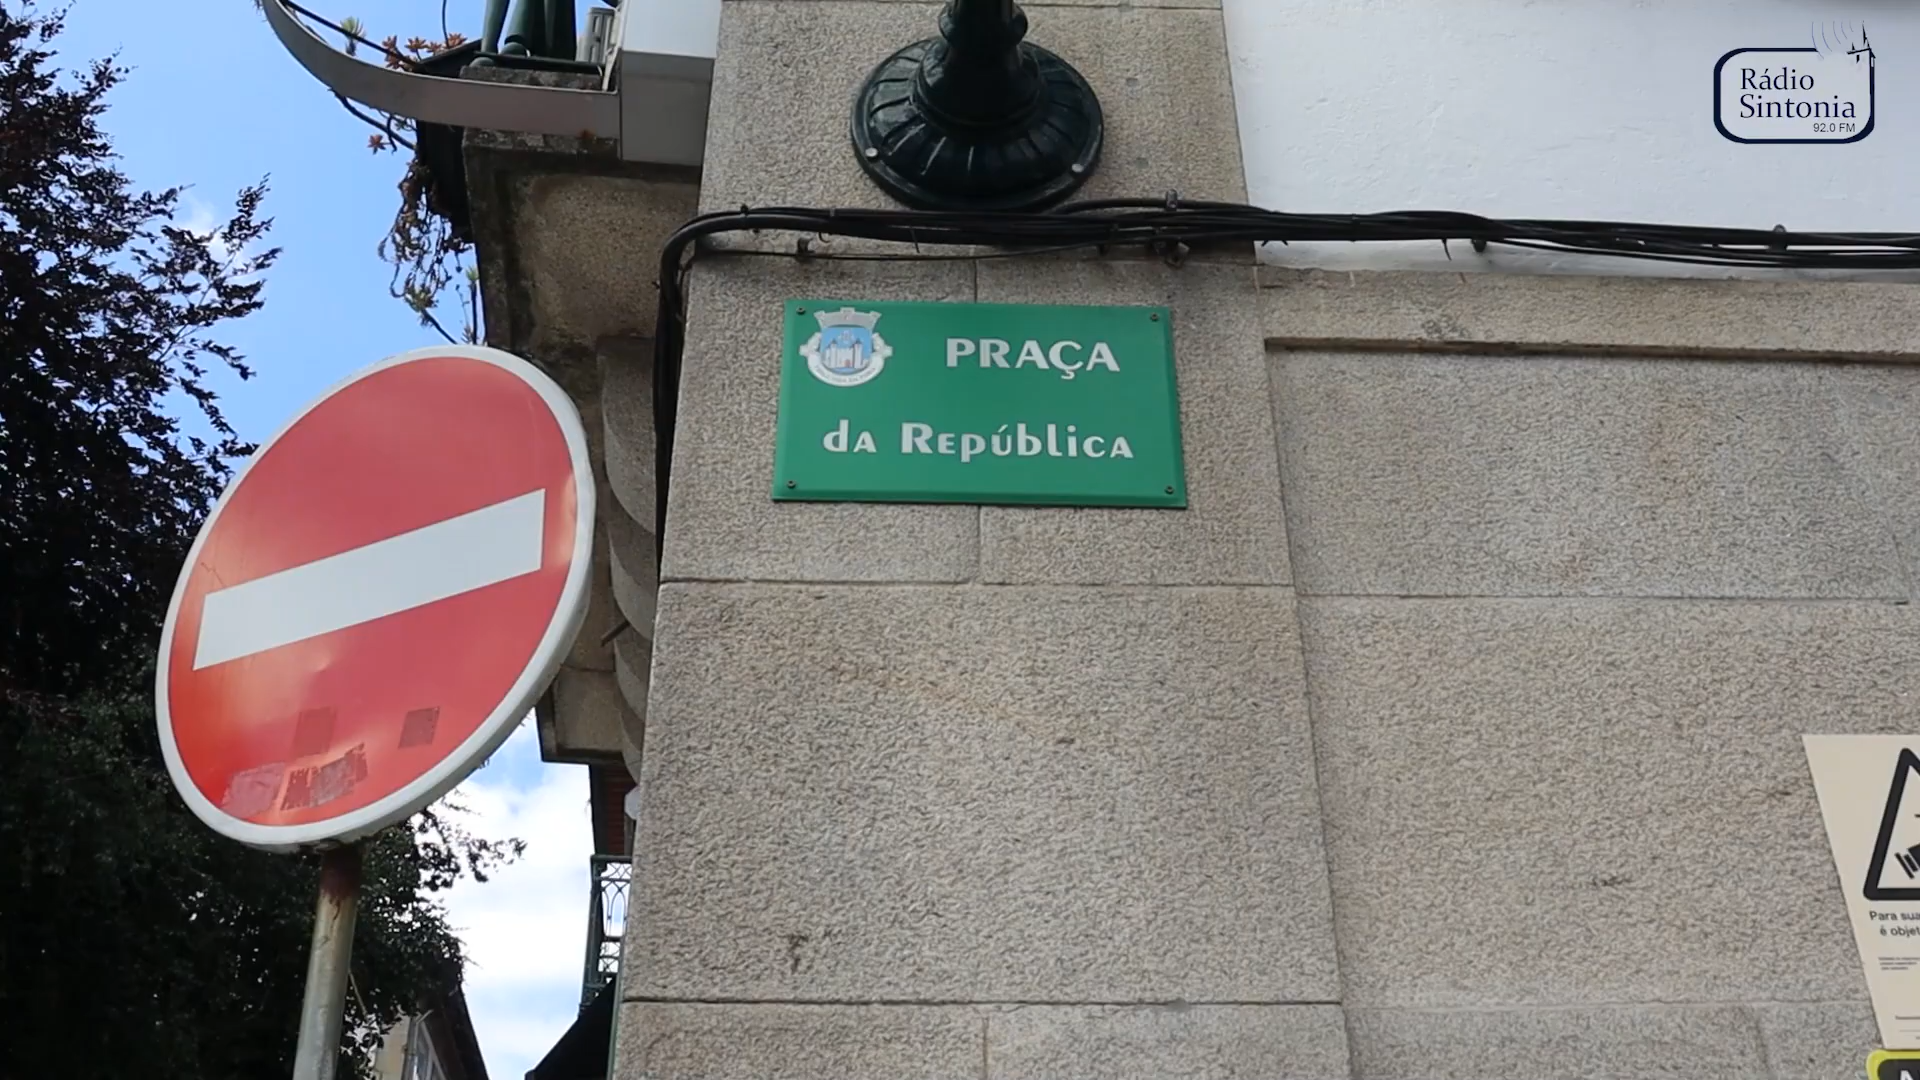 Rádio
Sintonia
92.0 FM
PRAÇA
da República
Para sua
é objet